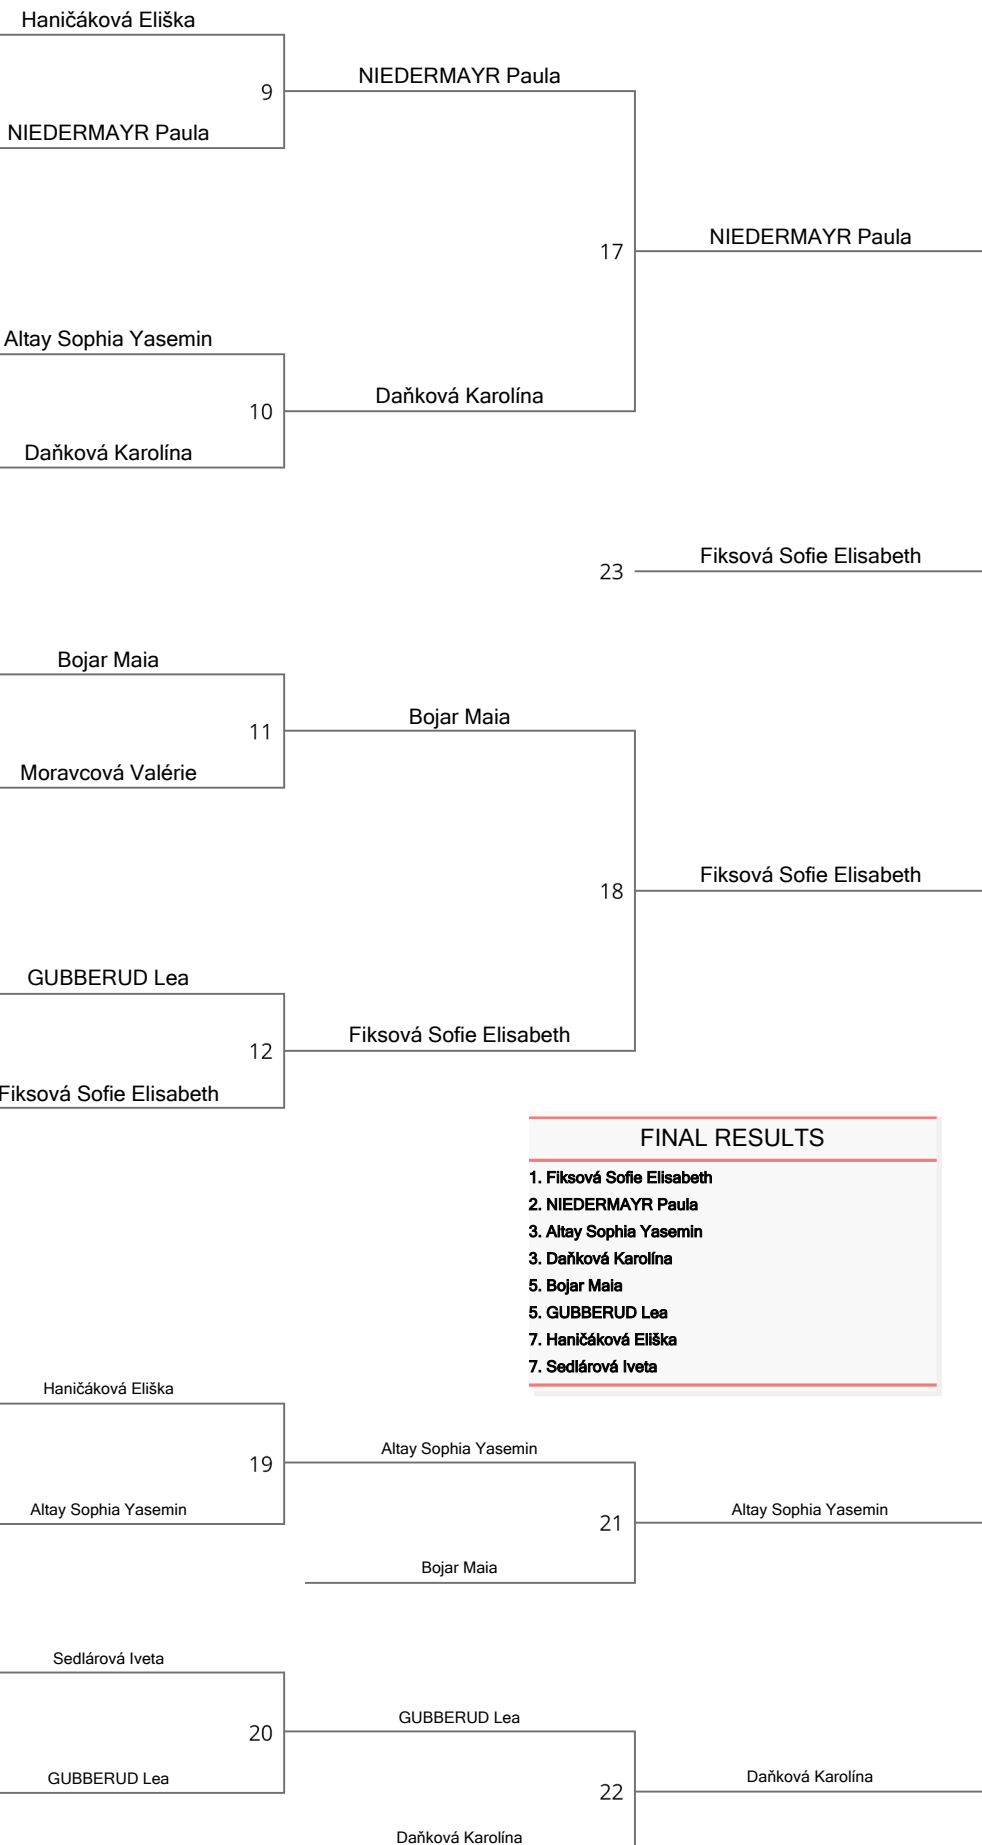 Haničáková Eliška
9
NIEDERMAYR Paula
NIEDERMAYR Paula
17
NIEDERMAYR Paula
Altay Sophia Yasemin
10
Daňková Karolína
Daňková Karolína
23
Fiksová Sofie Elisabeth
Bojar Maia
11
Bojar Maia
Moravcová Valérie
18
Fiksová Sofie Elisabeth
GUBBERUD Lea
12
Fiksová Sofie Elisabeth
Fiksová Sofie Elisabeth
FINAL RESULTS
1. Fiksová Sofie Elisabeth
2. NIEDERMAYR Paula
3. Altay Sophia Yasemin
3. Daňková Karolína
5. Bojar Maia
5. GUBBERUD Lea
7. Haničáková Eliška
7. Sedlárová Iveta
Haničáková Eliška
19
Altay Sophia Yasemin
Altay Sophia Yasemin
21
Altay Sophia Yasemin
Bojar Maia
Sedlárová Iveta
20
GUBBERUD Lea
GUBBERUD Lea
22
Daňková Karolína
Daňková Karolína